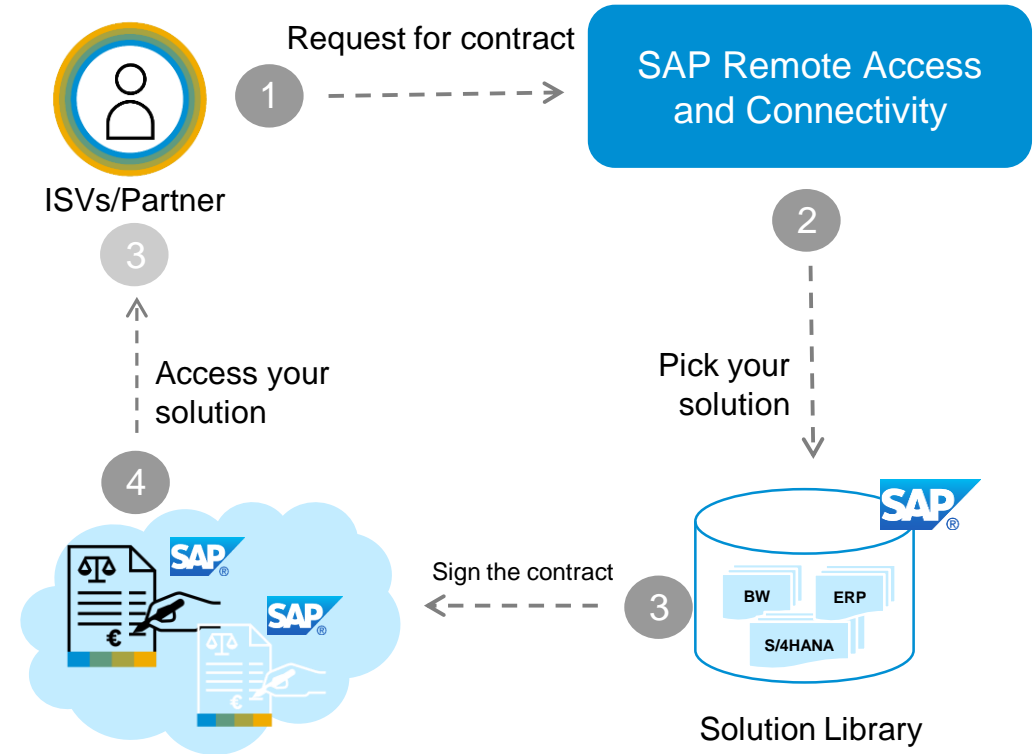 Request for contract
1
SAP Remote Access
and Connectivity
ISVs/Partner
3
2
Access your
solution
Pick your
solution
4
SAP®
SAP®
€
SAP®
€
Sign the contract
3
BW
ERP
S/4HANA
Solution Library